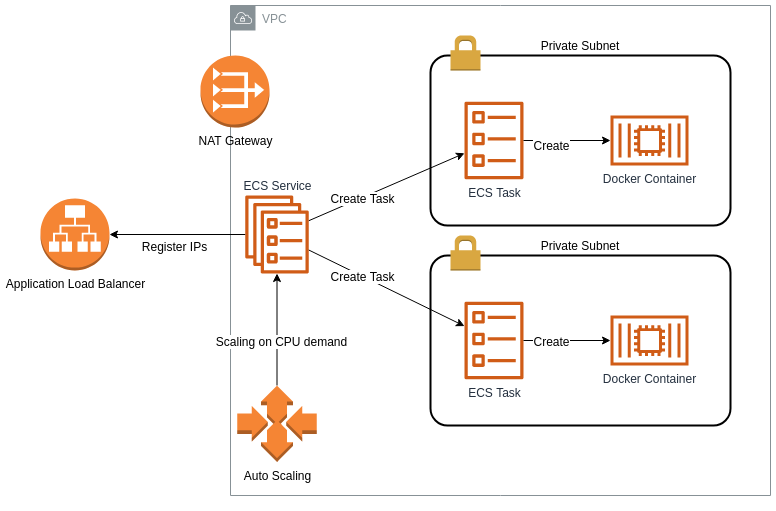 VPC
Private Subnet
NAT Gateway
Create
ECS Task
Docker Container
ECS Service
Create Task
Register IPs
Application Load Balancer
Private Subnet
Create Task
Scaling on CPU demand
Create
ECS Task
Docker Container
Auto Scaling